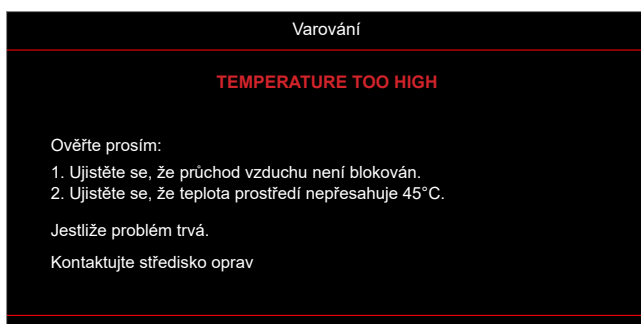 Varování
TEMPERATURE TOO HIGH
Ověřte prosím:
1. Ujistěte se, že průchod vzduchu není blokován.
2. Ujistěte se, že teplota prostředí nepřesahuje 45°C.
Jestliže problém trvá.
Kontaktujte středisko oprav